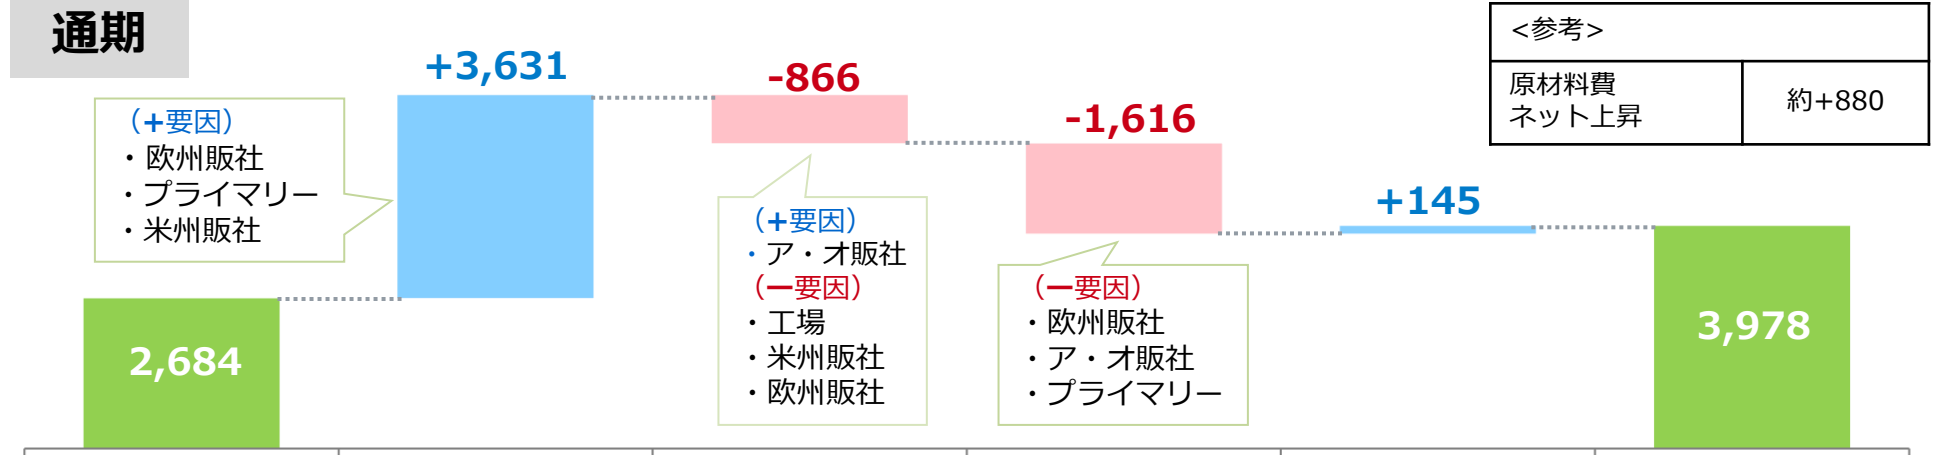 通期
+3,631
（+要因）
・欧州販社
・プライマリー
・米州販社
-866
（+要因）
・ア・オ販社
（ー要因）
・工場
・米州販社
・欧州販社
-1,616
（ー要因）
・欧州販社
・ア・オ販社
・プライマリー
+145
2,684
3,978
<参考>
原材料費
ネット上昇
約+880